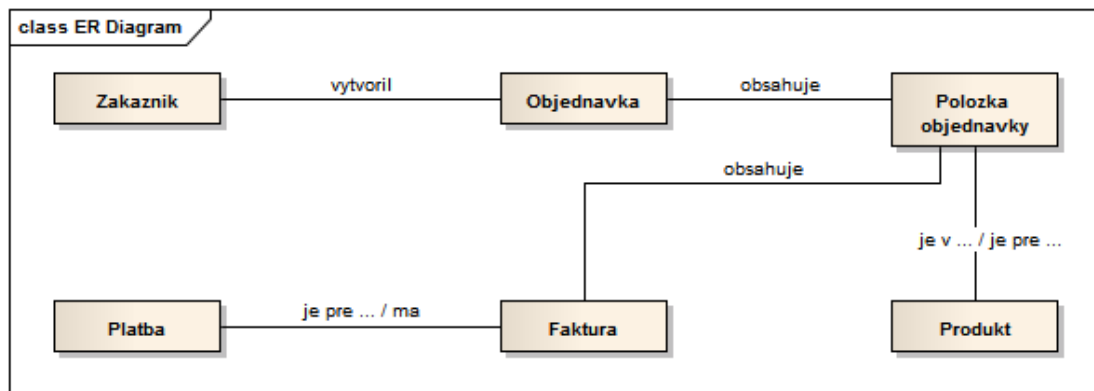 class ER Diagram
Zakaznik
vytvoril
Objednavka
obsahuje
Polozka
objednavky
obsahuje
je v ... / je pre ...
Platba
je pre ... / ma
Faktura
Produkt